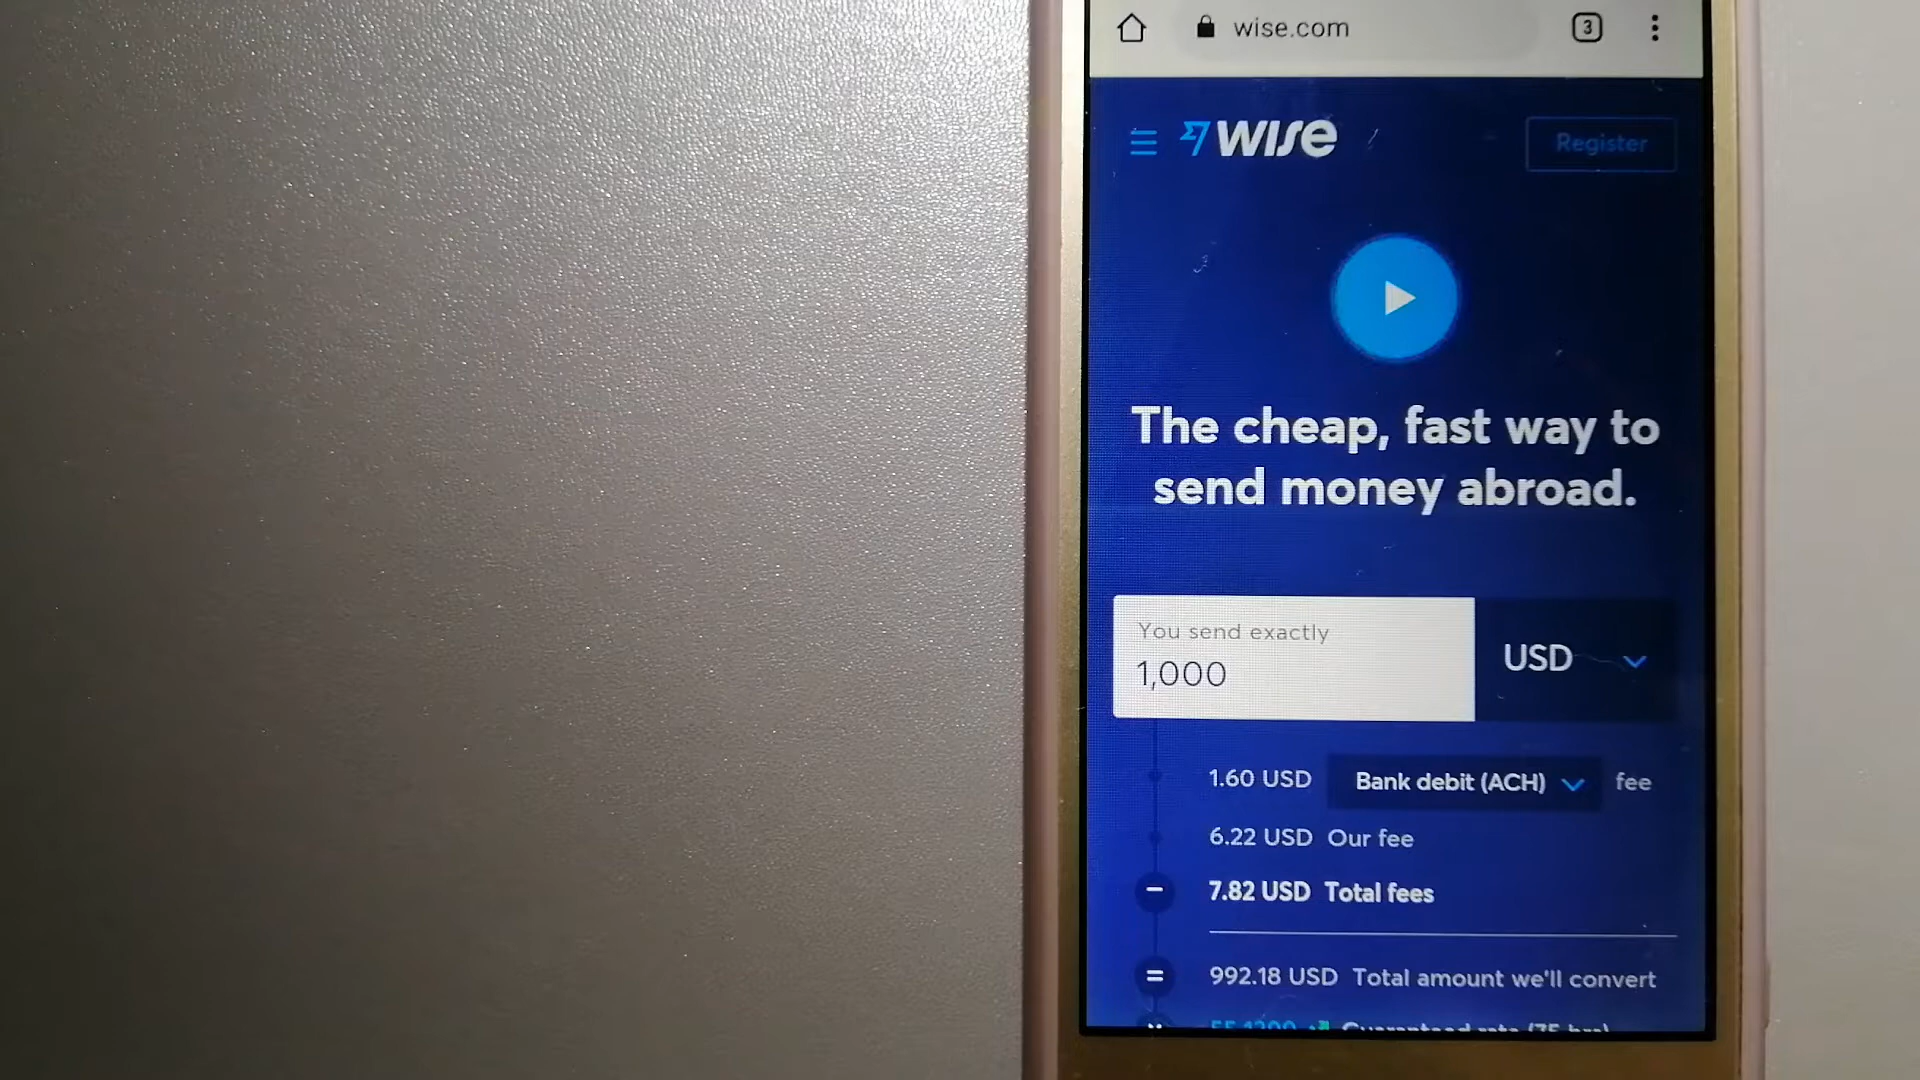 wise.com
3
WISE
Register
The cheap, fast way to
send money abroad.
You send exactly
1,000
USD
1.60 USD Bank debit (ACH) fee
6.22 USD Our fee
7.82 USD Total fees
992.18 USD Total amount we'll convert
Guaranteed rate